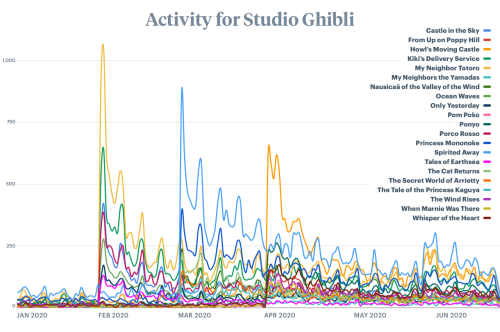 Activity for Studio Ghibli
Castle in the Sky
From Up on Poppy Hill
Howl's Moving Castle
Kiki's Delivery Service
My Neighbor Totoro
My Neighbors the Yamadas
Nausicaä of the Valley of the Wind
Ocean Waves
Only Yesterday
Pom Poko
Ponyo
Porco Rosso
Princess Mononoke
Spirited Away
Tales of Earthsea
The Cat Returns
The Secret World of Arrietty
The Tale of the Princess Kaguya
The Wind Rises
When Marnie Was There
Whisper of the Heart
1,000
750
500
250
0
JAN 2020 FEB 2020 MAR 2020 APR 2020 MAY 2020 JUN 2020